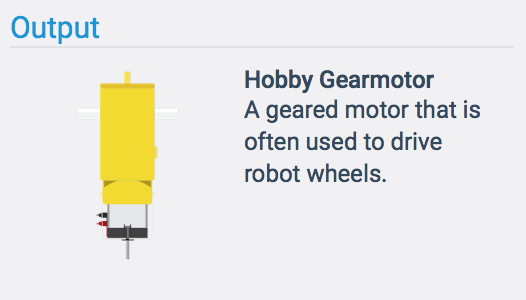 Output
Hobby Gearmotor
A geared motor that is
often used to drive
robot wheels.